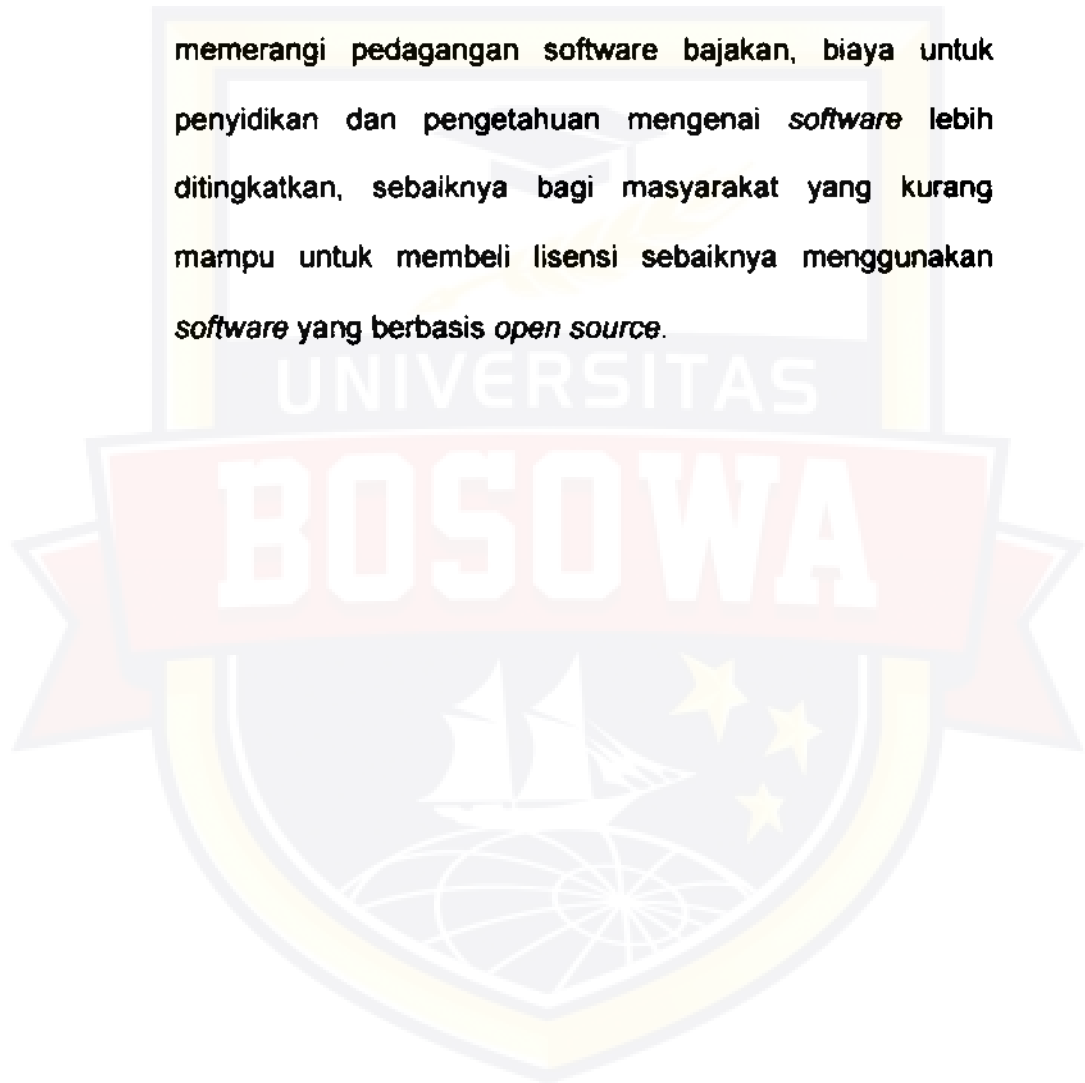 memerangi pedagangan software bajakan, biaya untuk
penyidikan dan pengetahuan mengenai software lebih
ditingkatkan, sebaiknya bagi masyarakat yang kurang
mampu untuk membeli lisensi sebaiknya menggunakan
software yang berbasis open source.
UNIVERSITAS
BOSOWA